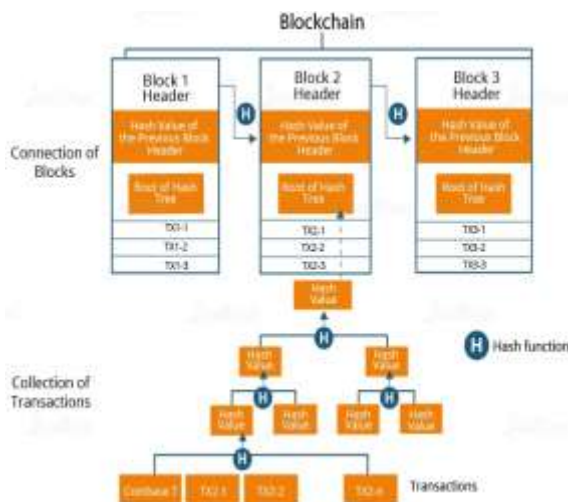 Blockchain
Block 1
Header
Block 2
Header
Block 3
Header
H
H
Hash Value of
the Previous Block
Header
Hash Value of
the Previous Block
Header
Hash Value of
the Previous Block
Header
Connection of
Blocks
Root of Hash
Tree
Root of Hash
Tree
Root of Hash
Tree
TX1-1
TX2-1
TX3-1
TX1-2
TX2-2
TX3-2
TX1-3
TX2-3
TX3-3
Hash
Value
H
H
Hash function
Hash
Value
Hash
Value
Collection of
Transactions
H
H
Hash
Value
Hash
Value
Hash
Value
Hash
Value
H
TX2-1
Transactions